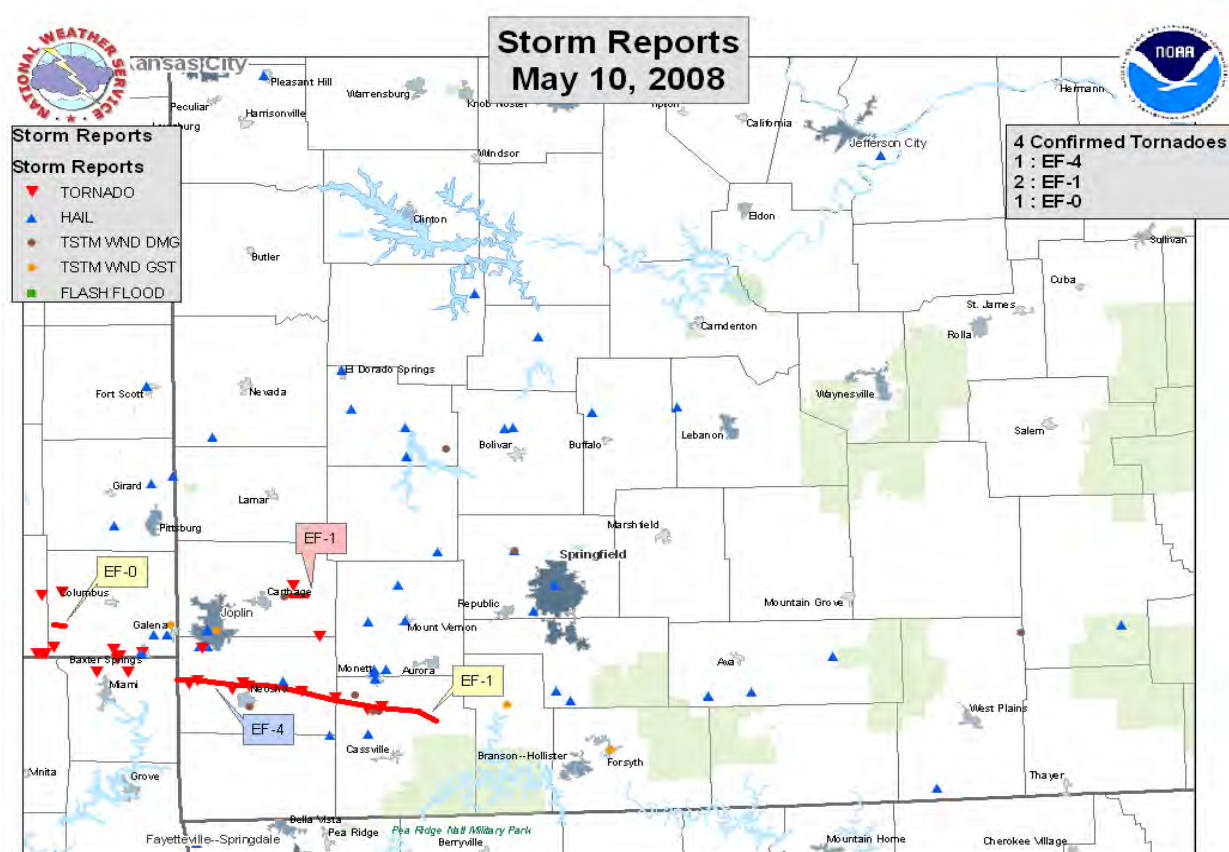 Storm Reports
May 10, 2008
NATIONAL WEATHER SERVICE
NOAA
4 Confirmed Tornadoes
1 : EF-4
2 : EF-1
1 : EF-0
Storm Reports
Storm Reports
TORNADO
HAIL
TSTM WND DMG
TSTM WND GST
FLASH FLOOD
ansas City
Pleasant Hill
Peculiar
Harrisonville
Warrensburg
Knob Noster
California
Hermann
Jefferson City
Windsor
Clinton
Eldon
Sullivan
Butler
Cuba
St. James
Rolla
Camdenton
Fort Scott
Nevada
El Dorado Springs
Waynesville
Bolivar
Buffalo
Lebanon
Salem
Girard
Lamar
Pittsburg
Marshfield
EF-1
Springfield
EF-0
Columbus
Carthage
Joplin
Republic
Mountain Grove
Galena
Mount Vernon
Baxter Springs
Monett
Aurora
Ava
Miami
Neosho
EF-1
EF-4
West Plains
Cassville
Branson--Hollister
Forsyth
Vinita
Grove
Thayer
Bella Vista
Pea Ridge
Pea Ridge Natl Military Park
Fayetteville--Springdale
Berryville
Mountain Home
Cherokee Village